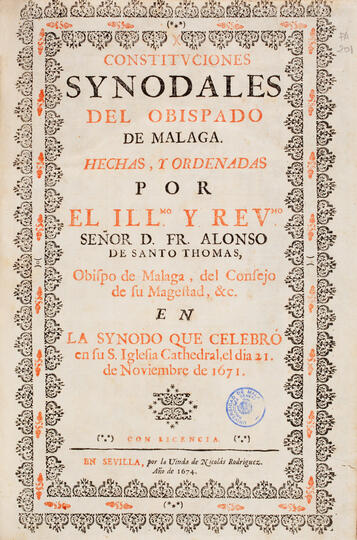 CONSTITVCIONES
SYNODALES
DEL OBISPADO
DE MALAGA.
HECHAS, Y ORDENADAS
POR
EL ILL.MO Y REV.MO
SEÑOR D. FR. ALONSO
DE SANTO THOMAS,
Obispo de Malaga, del Consejo
de su Magestad, &c.
EN
LA SYNODO QUE CELEBRÓ
en su S. Iglesia Cathedral, el dia 21.
de Noviembre de 1671.
CON LICENCIA.
EN SEVILLA, por la Viuda de Nicolás Rodriguez.
Año de 1674.